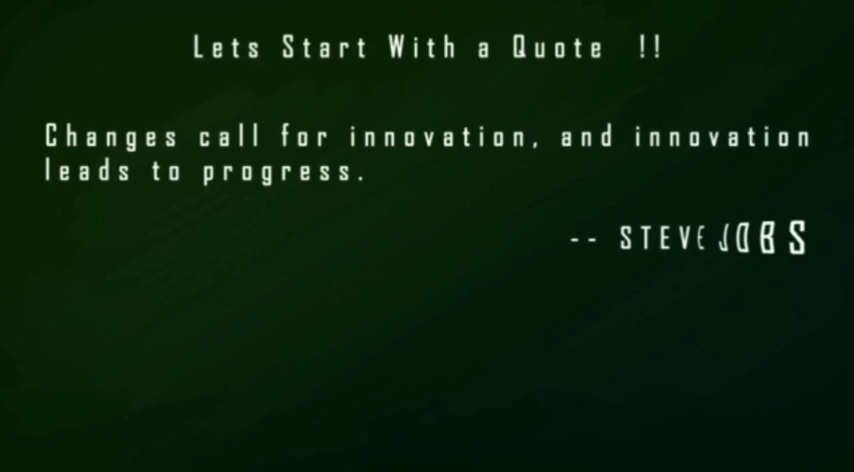 Lets Start With a Quote !!
Changes call for innovation, and innovation
leads to progress.
-- STEVE JOBS